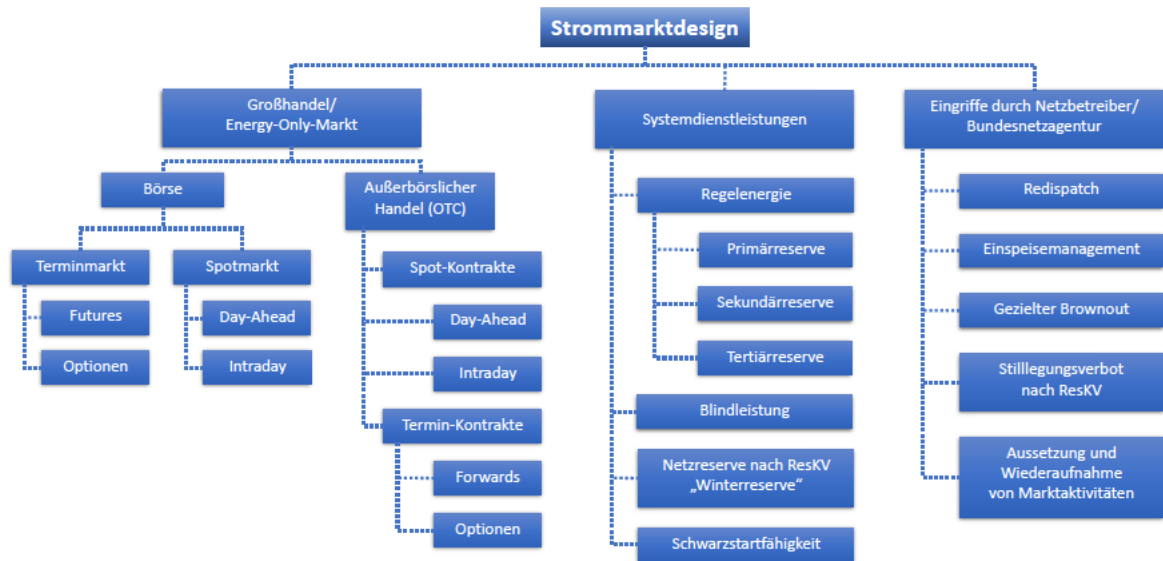 Strommarktdesign
Großhandel/
Energy-Only-Markt
Börse
Terminmarkt
Futures
Optionen
Spotmarkt
Day-Ahead
Intraday
Außerbörslicher
Handel (OTC)
Spot-Kontrakte
Day-Ahead
Intraday
Termin-Kontrakte
Forwards
Optionen
Systemdienstleistungen
Regelenergie
Primärreserve
Sekundärreserve
Tertiärreserve
Blindleistung
Netzreserve nach ResKV
„Winterreserve“
Schwarzstartfähigkeit
Eingriffe durch Netzbetreiber/
Bundesnetzagentur
Redispatch
Einspeisemanagement
Gezielter Brownout
Stilllegungsverbot
nach ResKV
Aussetzung und
Wiederaufnahme
von Marktaktivitäten